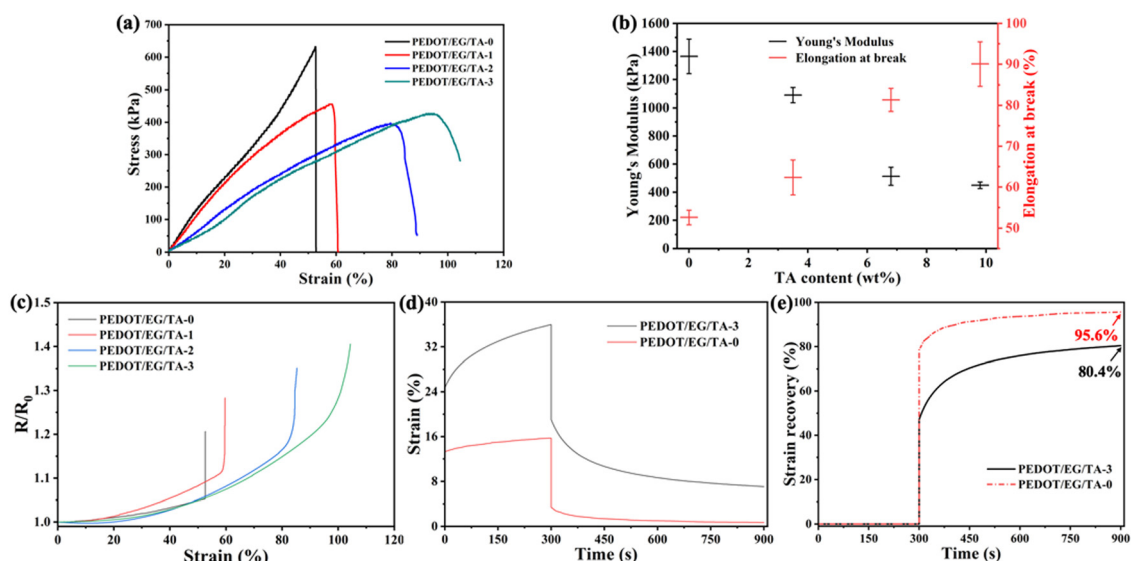 (a)
700
600
500
400
300
200
100
0
Stress (kPa)
PEDOT/EG/TA-0
PEDOT/EG/TA-1
PEDOT/EG/TA-2
PEDOT/EG/TA-3
0 20 40 60 80 100 120
Strain (%)
(b)
1600
1400
1200
1000
800
600
400
200
0
Young's Modulus (kPa)
Young's Modulus
Elongation at break
100
90
80
70
60
50
Elongation at break (%)
0 2 4 6 8 10
TA content (wt%)
(c)
1.5
1.4
1.3
1.2
1.1
1.0
R/R0
PEDOT/EG/TA-0
PEDOT/EG/TA-1
PEDOT/EG/TA-2
PEDOT/EG/TA-3
0 20 40 60 80 100 120
Strain (%)
(d)
40
32
24
16
8
0
Strain (%)
PEDOT/EG/TA-3
PEDOT/EG/TA-0
0 150 300 450 600 750 900
Time (s)
(e)
100
80
60
40
20
0
Strain recovery (%)
95.6%
80.4%
PEDOT/EG/TA-3
PEDOT/EG/TA-0
0 150 300 450 600 750 900
Time (s)